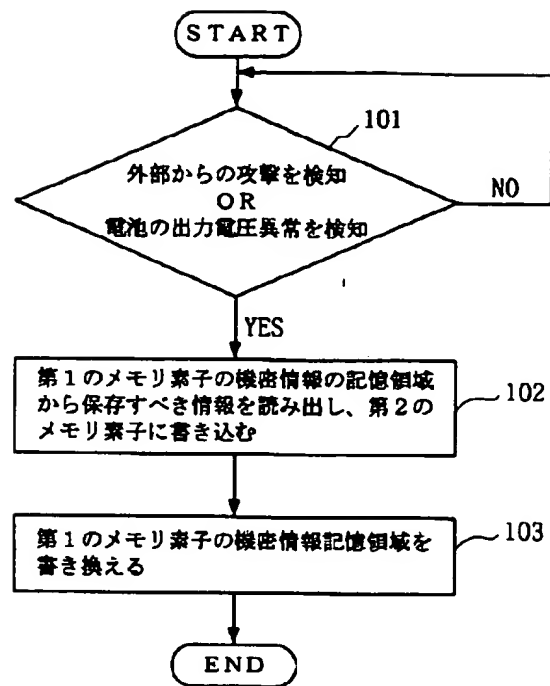 START
101
外部からの攻撃を検知
OR
電池の出力電圧異常を検知
NO
YES
第1のメモリ素子の機密情報の記憶領域
から保存すべき情報を読み出し、第2の
メモリ素子に書き込む
102
第1のメモリ素子の機密情報記憶領域を
書き換える
103
END